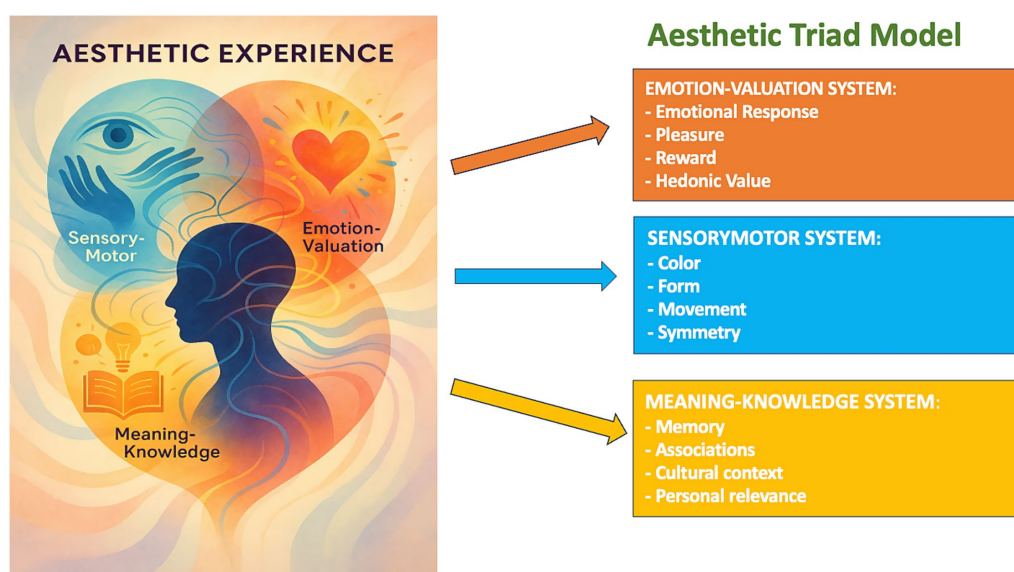 AESTHETIC EXPERIENCE
Sensory-
Motor
Emotion-
Valuation
Meaning-
Knowledge
Aesthetic Triad Model
EMOTION-VALUATION SYSTEM:
- Emotional Response
- Pleasure
- Reward
- Hedonic Value
SENSORYMOTOR SYSTEM:
- Color
- Form
- Movement
- Symmetry
MEANING-KNOWLEDGE SYSTEM:
- Memory
- Associations
- Cultural context
- Personal relevance